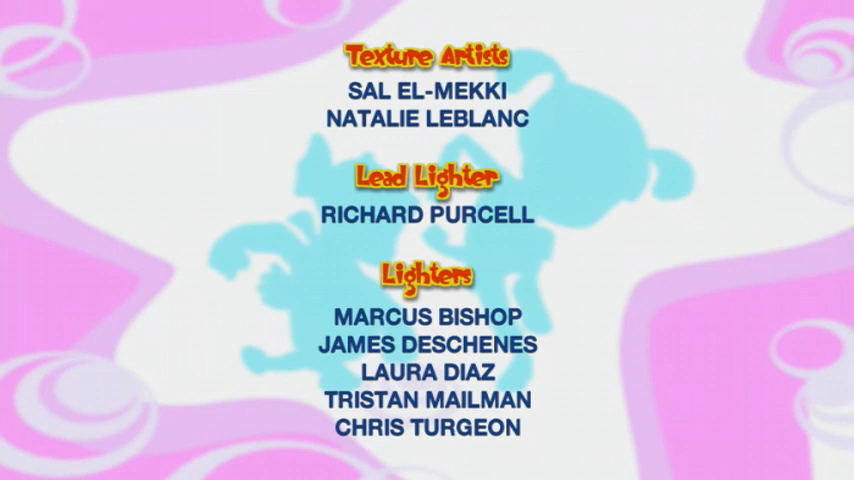 Texture Artists
SAL EL-MEKKI
NATALIE LEBLANC
Lead Lighter
RICHARD PURCELL
Lighters
MARCUS BISHOP
JAMES DESCHENES
LAURA DIAZ
TRISTAN MAILMAN
CHRIS TURGEON